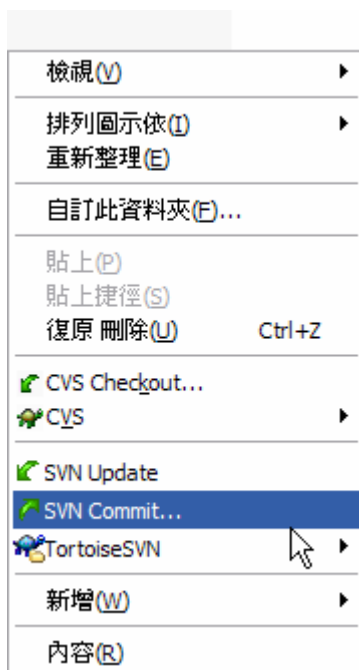 檢視(V)
排列圖示依(I)
重新整理(E)
自訂此資料夾(F)...
貼上(P)
貼上捷徑(S)
復原 刪除(U) Ctrl+Z
CVS Checkout...
CVS
SVN Update
SVN Commit...
TortoiseSVN
新增(W)
內容(R)